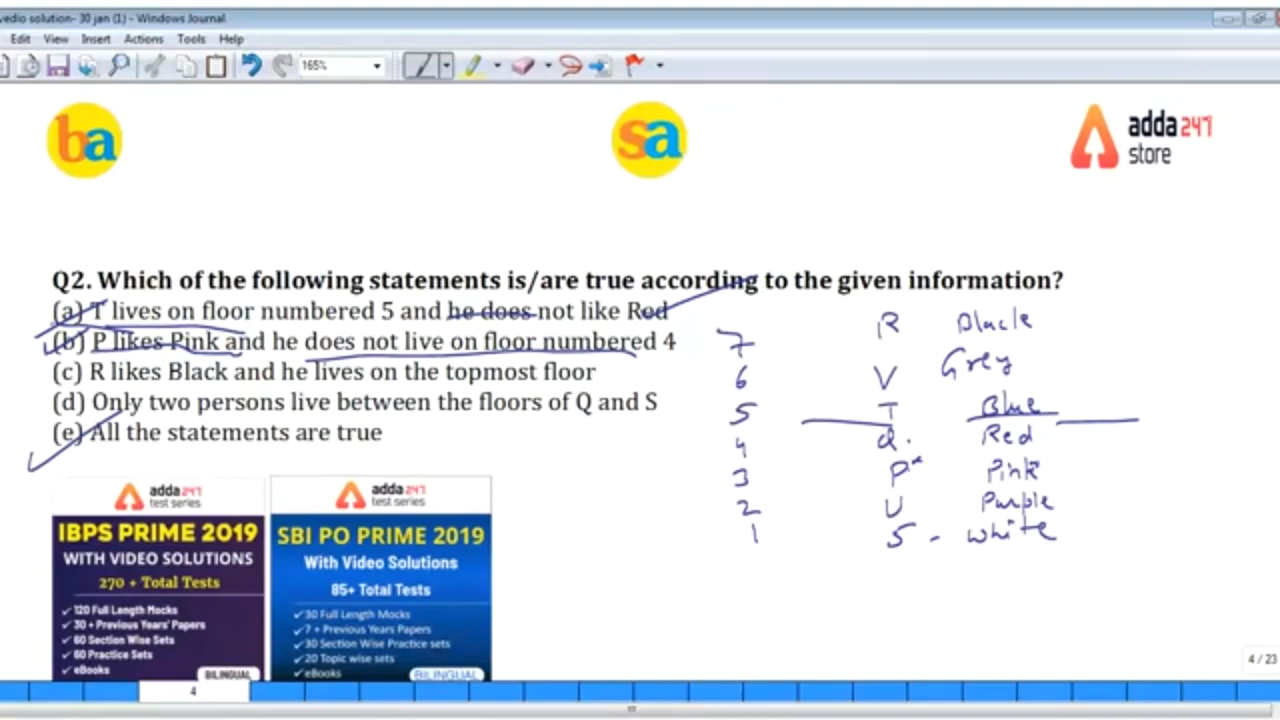 vedio solution- 30 jan (1) - Windows Journal
Edit View Insert Actions Tools Help
165%
ba
sa
adda247
store
Q2. Which of the following statements is/are true according to the given information?
(a) T lives on floor numbered 5 and he does not like Red
(b) P likes Pink and he does not live on floor numbered 4
(c) R likes Black and he lives on the topmost floor
(d) Only two persons live between the floors of Q and S
(e) All the statements are true
7 R Black
6 V Grey
5 T Blue
4 Q. Red
3 P* Pink
2 U Purple
1 S - White
adda247
test series
IBPS PRIME 2019
WITH VIDEO SOLUTIONS
270 + Total Tests
✓120 Full Length Mocks
✓30 + Previous Years' Papers
✓60 Section Wise Sets
✓60 Practice Sets
✓eBooks
BILINGUAL
adda247
test series
SBI PO PRIME 2019
With Video Solutions
85+ Total Tests
✓30 Full Length Mocks
✓7 + Previous Years Papers
✓30 Section Wise Practice sets
✓20 Topic wise sets
✓eBooks
BILINGUAL
4 / 23
4